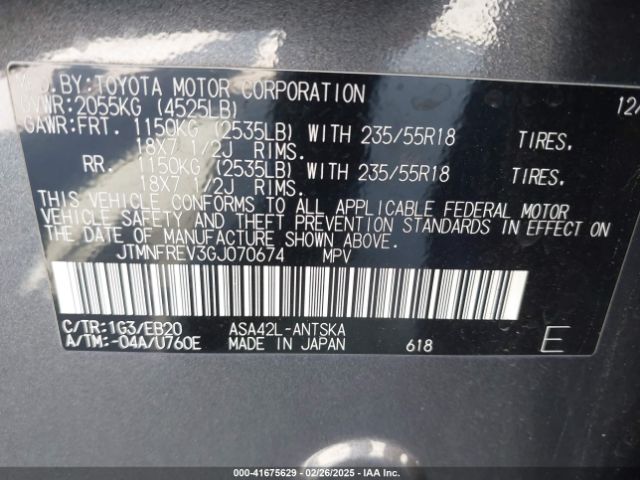 MFD.BY:TOYOTA MOTOR CORPORATION 12/
GVWR:2055KG (4525LB)
GAWR:FRT. 1150KG (2535LB) WITH 235/55R18 TIRES.
18X7 1/2J RIMS.
RR. 1150KG (2535LB) WITH 235/55R18 TIRES.
18X7 1/2J RIMS.
THIS VEHICLE CONFORMS TO ALL APPLICABLE FEDERAL MOTOR
VEHICLE SAFETY AND THEFT PREVENTION STANDARDS IN EFFECT ON
THE DATE OF MANUFACTURE SHOWN ABOVE.
JTMNFREV3GJ070674 MPV
C/TR:1G3/EB20 ASA42L-ANTSKA
A/TM:-04A/U760E MADE IN JAPAN 618 E
00-41675629 - 02/26/2025 - IAA Inc.